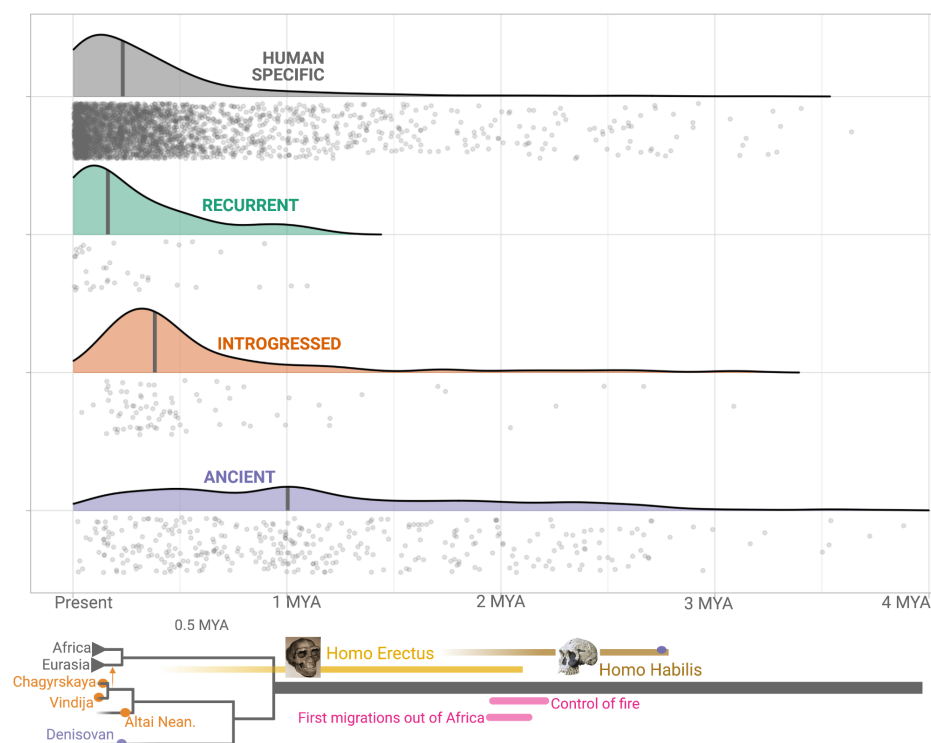 HUMAN
SPECIFIC
RECURRENT
INTROGRESSED
ANCIENT
Present
1 MYA
2 MYA
3 MYA
4 MYA
0.5 MYA
Africa
Eurasia
Homo Erectus
Homo Habilis
Chagyrskaya
Vindija
Control of fire
Altai Nean.
First migrations out of Africa
Denisovan